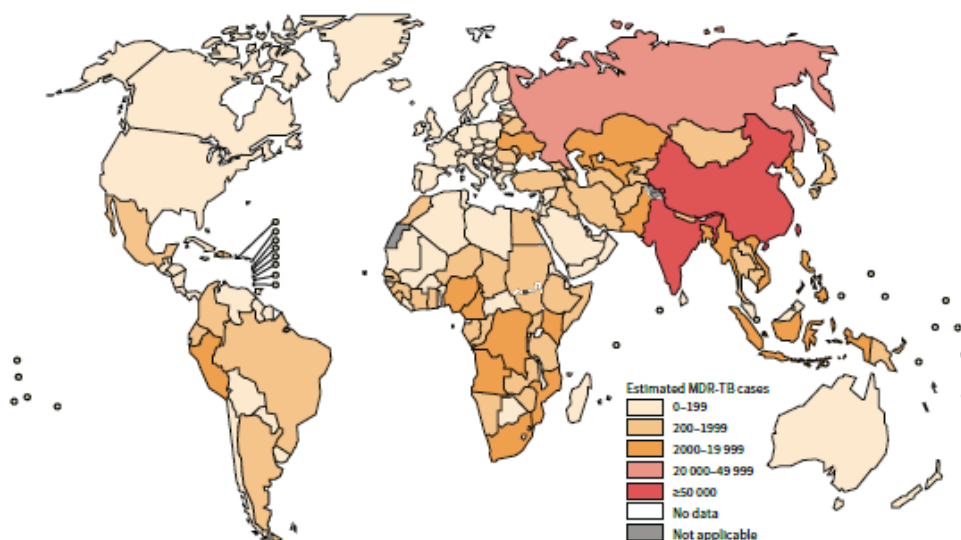 Estimated MDR-TB cases
0–199
200–1999
2000–19 999
20 000–49 999
≥50 000
No data
Not applicable